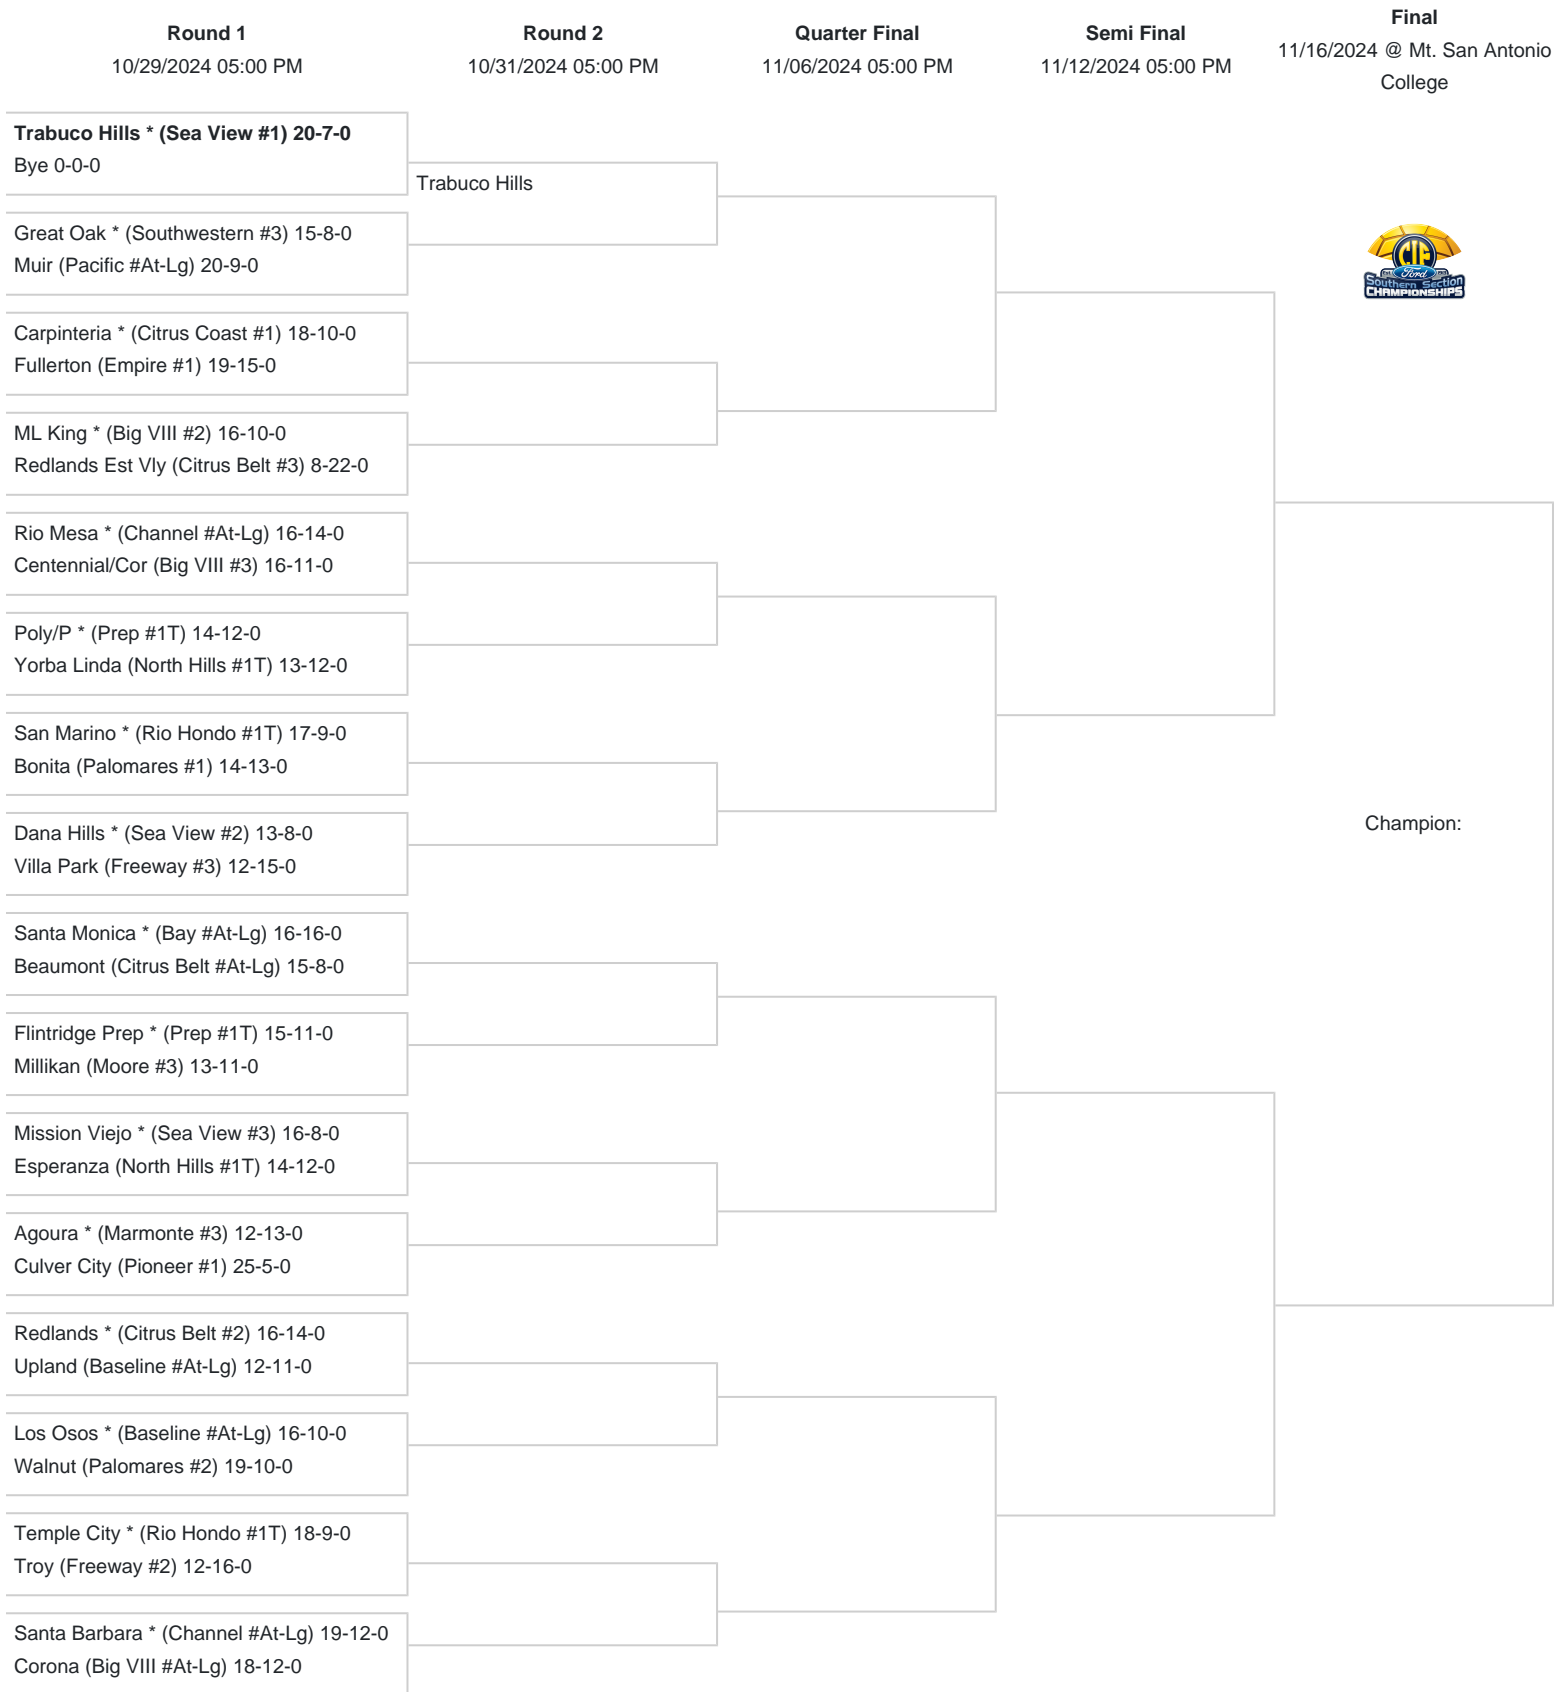 Round 1
10/29/2024 05:00 PM
Round 2
10/31/2024 05:00 PM
Quarter Final
11/06/2024 05:00 PM
Semi Final
11/12/2024 05:00 PM
Final
11/16/2024 @ Mt. San Antonio
College
Trabuco Hills * (Sea View #1) 20-7-0
Bye 0-0-0
Great Oak * (Southwestern #3) 15-8-0
Muir (Pacific #At-Lg) 20-9-0
Carpinteria * (Citrus Coast #1) 18-10-0
Fullerton (Empire #1) 19-15-0
ML King * (Big VIII #2) 16-10-0
Redlands Est Vly (Citrus Belt #3) 8-22-0
Rio Mesa * (Channel #At-Lg) 16-14-0
Centennial/Cor (Big VIII #3) 16-11-0
Poly/P * (Prep #1T) 14-12-0
Yorba Linda (North Hills #1T) 13-12-0
San Marino * (Rio Hondo #1T) 17-9-0
Bonita (Palomares #1) 14-13-0
Dana Hills * (Sea View #2) 13-8-0
Villa Park (Freeway #3) 12-15-0
Santa Monica * (Bay #At-Lg) 16-16-0
Beaumont (Citrus Belt #At-Lg) 15-8-0
Flintridge Prep * (Prep #1T) 15-11-0
Millikan (Moore #3) 13-11-0
Mission Viejo * (Sea View #3) 16-8-0
Esperanza (North Hills #1T) 14-12-0
Agoura * (Marmonte #3) 12-13-0
Culver City (Pioneer #1) 25-5-0
Redlands * (Citrus Belt #2) 16-14-0
Upland (Baseline #At-Lg) 12-11-0
Los Osos * (Baseline #At-Lg) 16-10-0
Walnut (Palomares #2) 19-10-0
Temple City * (Rio Hondo #1T) 18-9-0
Troy (Freeway #2) 12-16-0
Santa Barbara * (Channel #At-Lg) 19-12-0
Corona (Big VIII #At-Lg) 18-12-0
Trabuco Hills
CIF
Ford
Southern Section
CHAMPIONSHIPS
Champion: